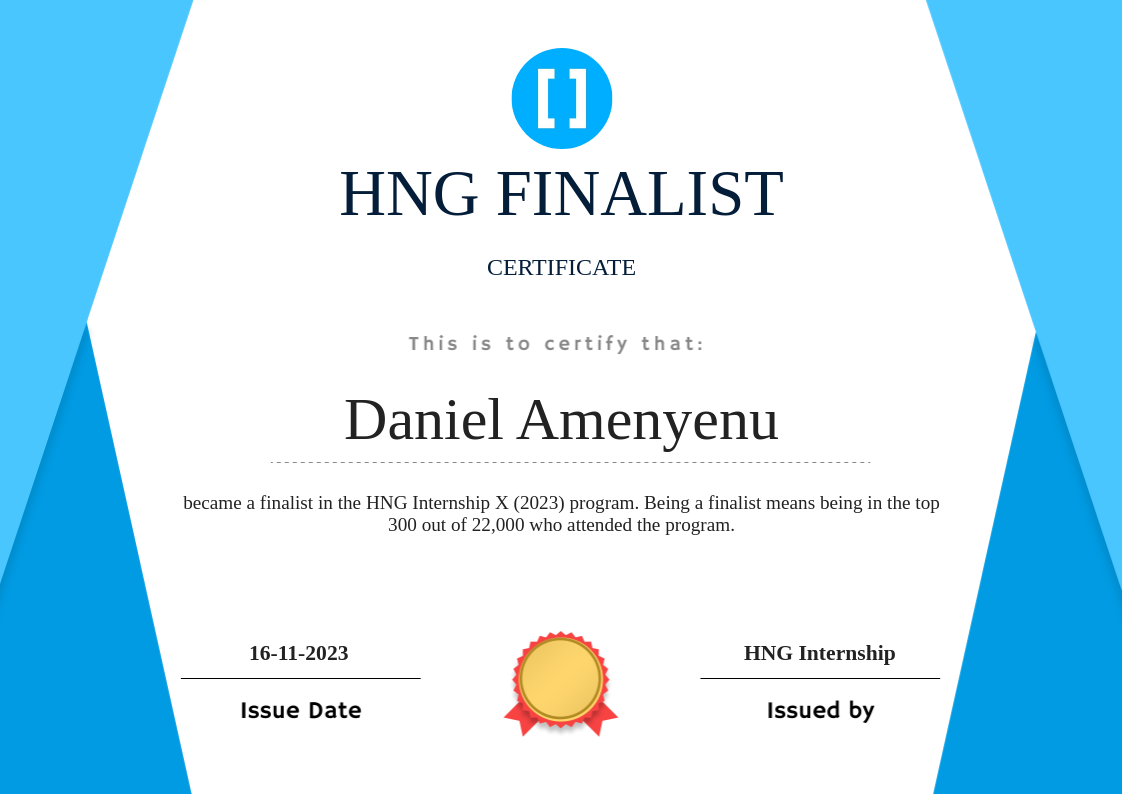 [ ]
HNG FINALIST
CERTIFICATE
This is to certify that:
Daniel Amenyenu
became a finalist in the HNG Internship X (2023) program. Being a finalist means being in the top
300 out of 22,000 who attended the program.
16-11-2023
HNG Internship
Issue Date
Issued by